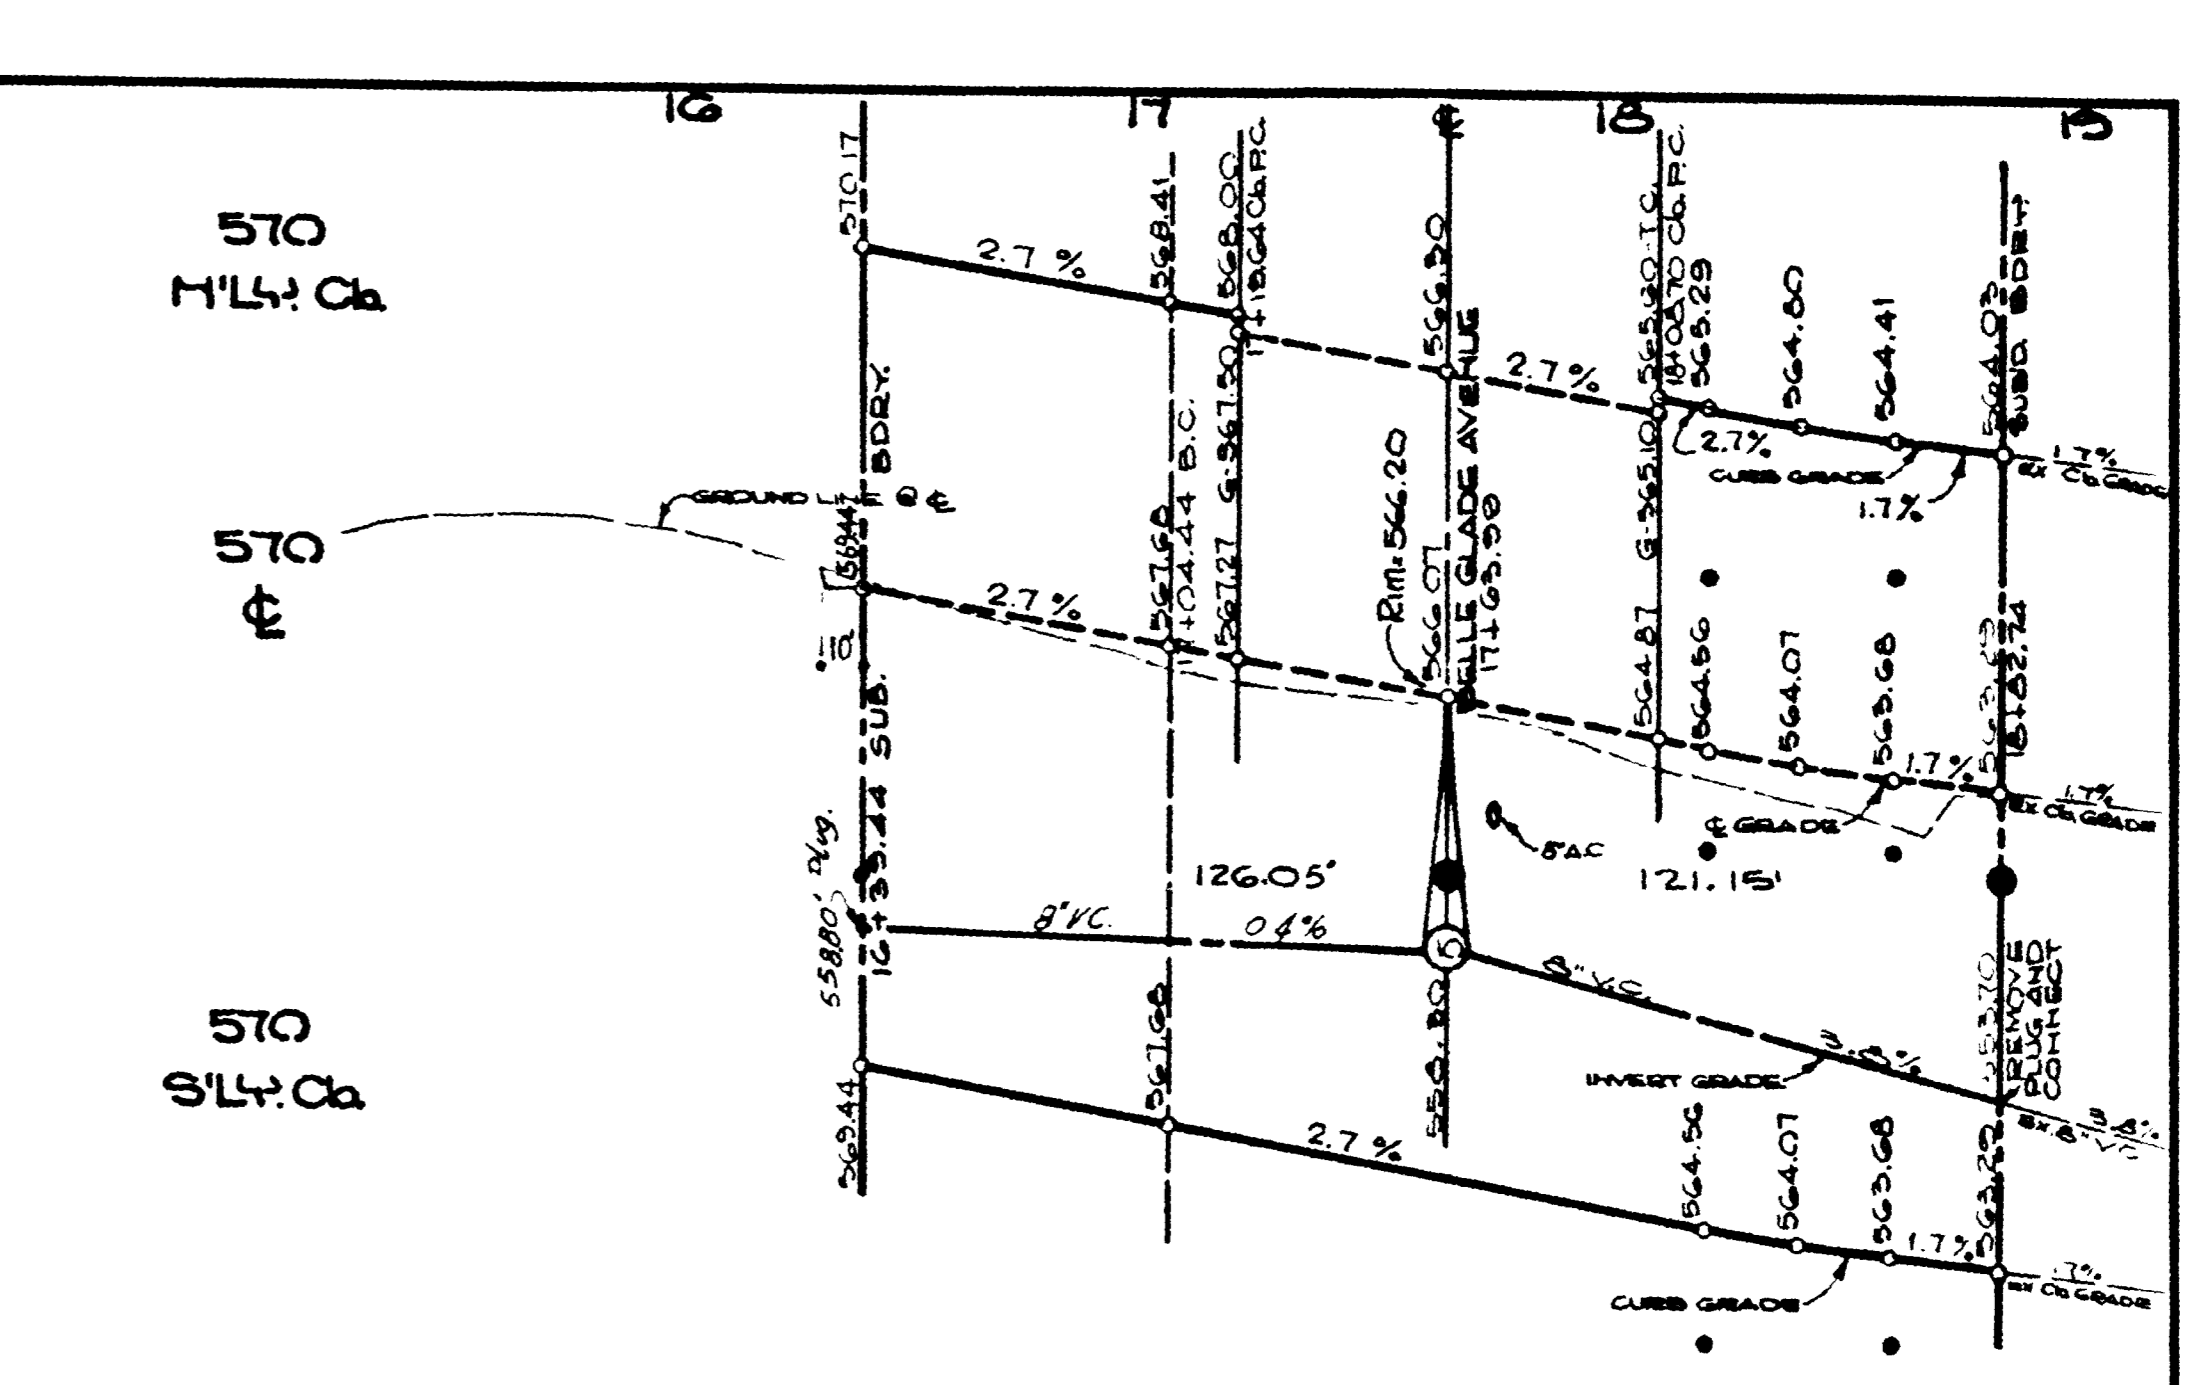 16
17
18
19
570
N'LY. Cb.
570 17
2.7 %
568.41
568.00
17+18.64 Cb. P.C.
566.30
2.7 %
565.60 T.C.
18+08.70 Cb. P.C.
565.29
564.80
564.41
564.03
SUBD. BDRY.
2.7%
CURB GRADE
1.7%
1.7%
EX Cb. GRADE
G-567.50
G-565.10
570
℄
GROUND LINE @ ℄
569.44
BDRY.
2.7 %
567.68
17+04.44 B.C.
567.27
Rim=566.20
566.07
BELLE GLADE AVENUE
17+63.98
564.87
564.56
564.07
563.68
1.7%
563.29
18+82.74
1.7%
EX Cb. GRADE
℄ GRADE
8" A.C
558.80' Plug.
16+33.44 SUB.
126.05'
121.15'
8" V.C.
0.4%
5
8" V.C.
3.8%
INVERT GRADE
553.70
REMOVE
PLUG AND
CONNECT
3.8%
EX. 8" V.C.
570
S'LY. Cb.
569.44
567.68
558.30
2.7 %
564.56
564.07
563.68
1.7%
563.29
CURB GRADE
1.7%
EX Cb. GRADE